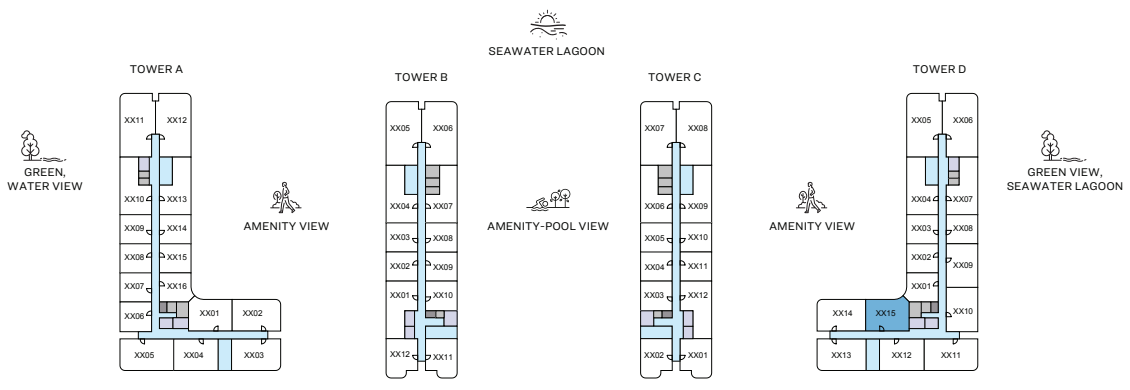 SEAWATER LAGOON
TOWER A
TOWER B
TOWER C
TOWER D
GREEN,
WATER VIEW
AMENITY VIEW
AMENITY-POOL VIEW
AMENITY VIEW
GREEN VIEW,
SEAWATER LAGOON
XX11 XX12
XX10 XX13
XX09 XX14
XX08 XX15
XX07 XX16
XX06 XX01 XX02
XX05 XX04 XX03
XX05 XX06
XX04 XX07
XX03 XX08
XX02 XX09
XX01 XX10
XX12 XX11
XX07 XX08
XX06 XX09
XX05 XX10
XX04 XX11
XX03 XX12
XX02 XX01
XX05 XX06
XX04 XX07
XX03 XX08
XX02 XX09
XX01
XX14 XX15 XX10
XX13 XX12 XX11